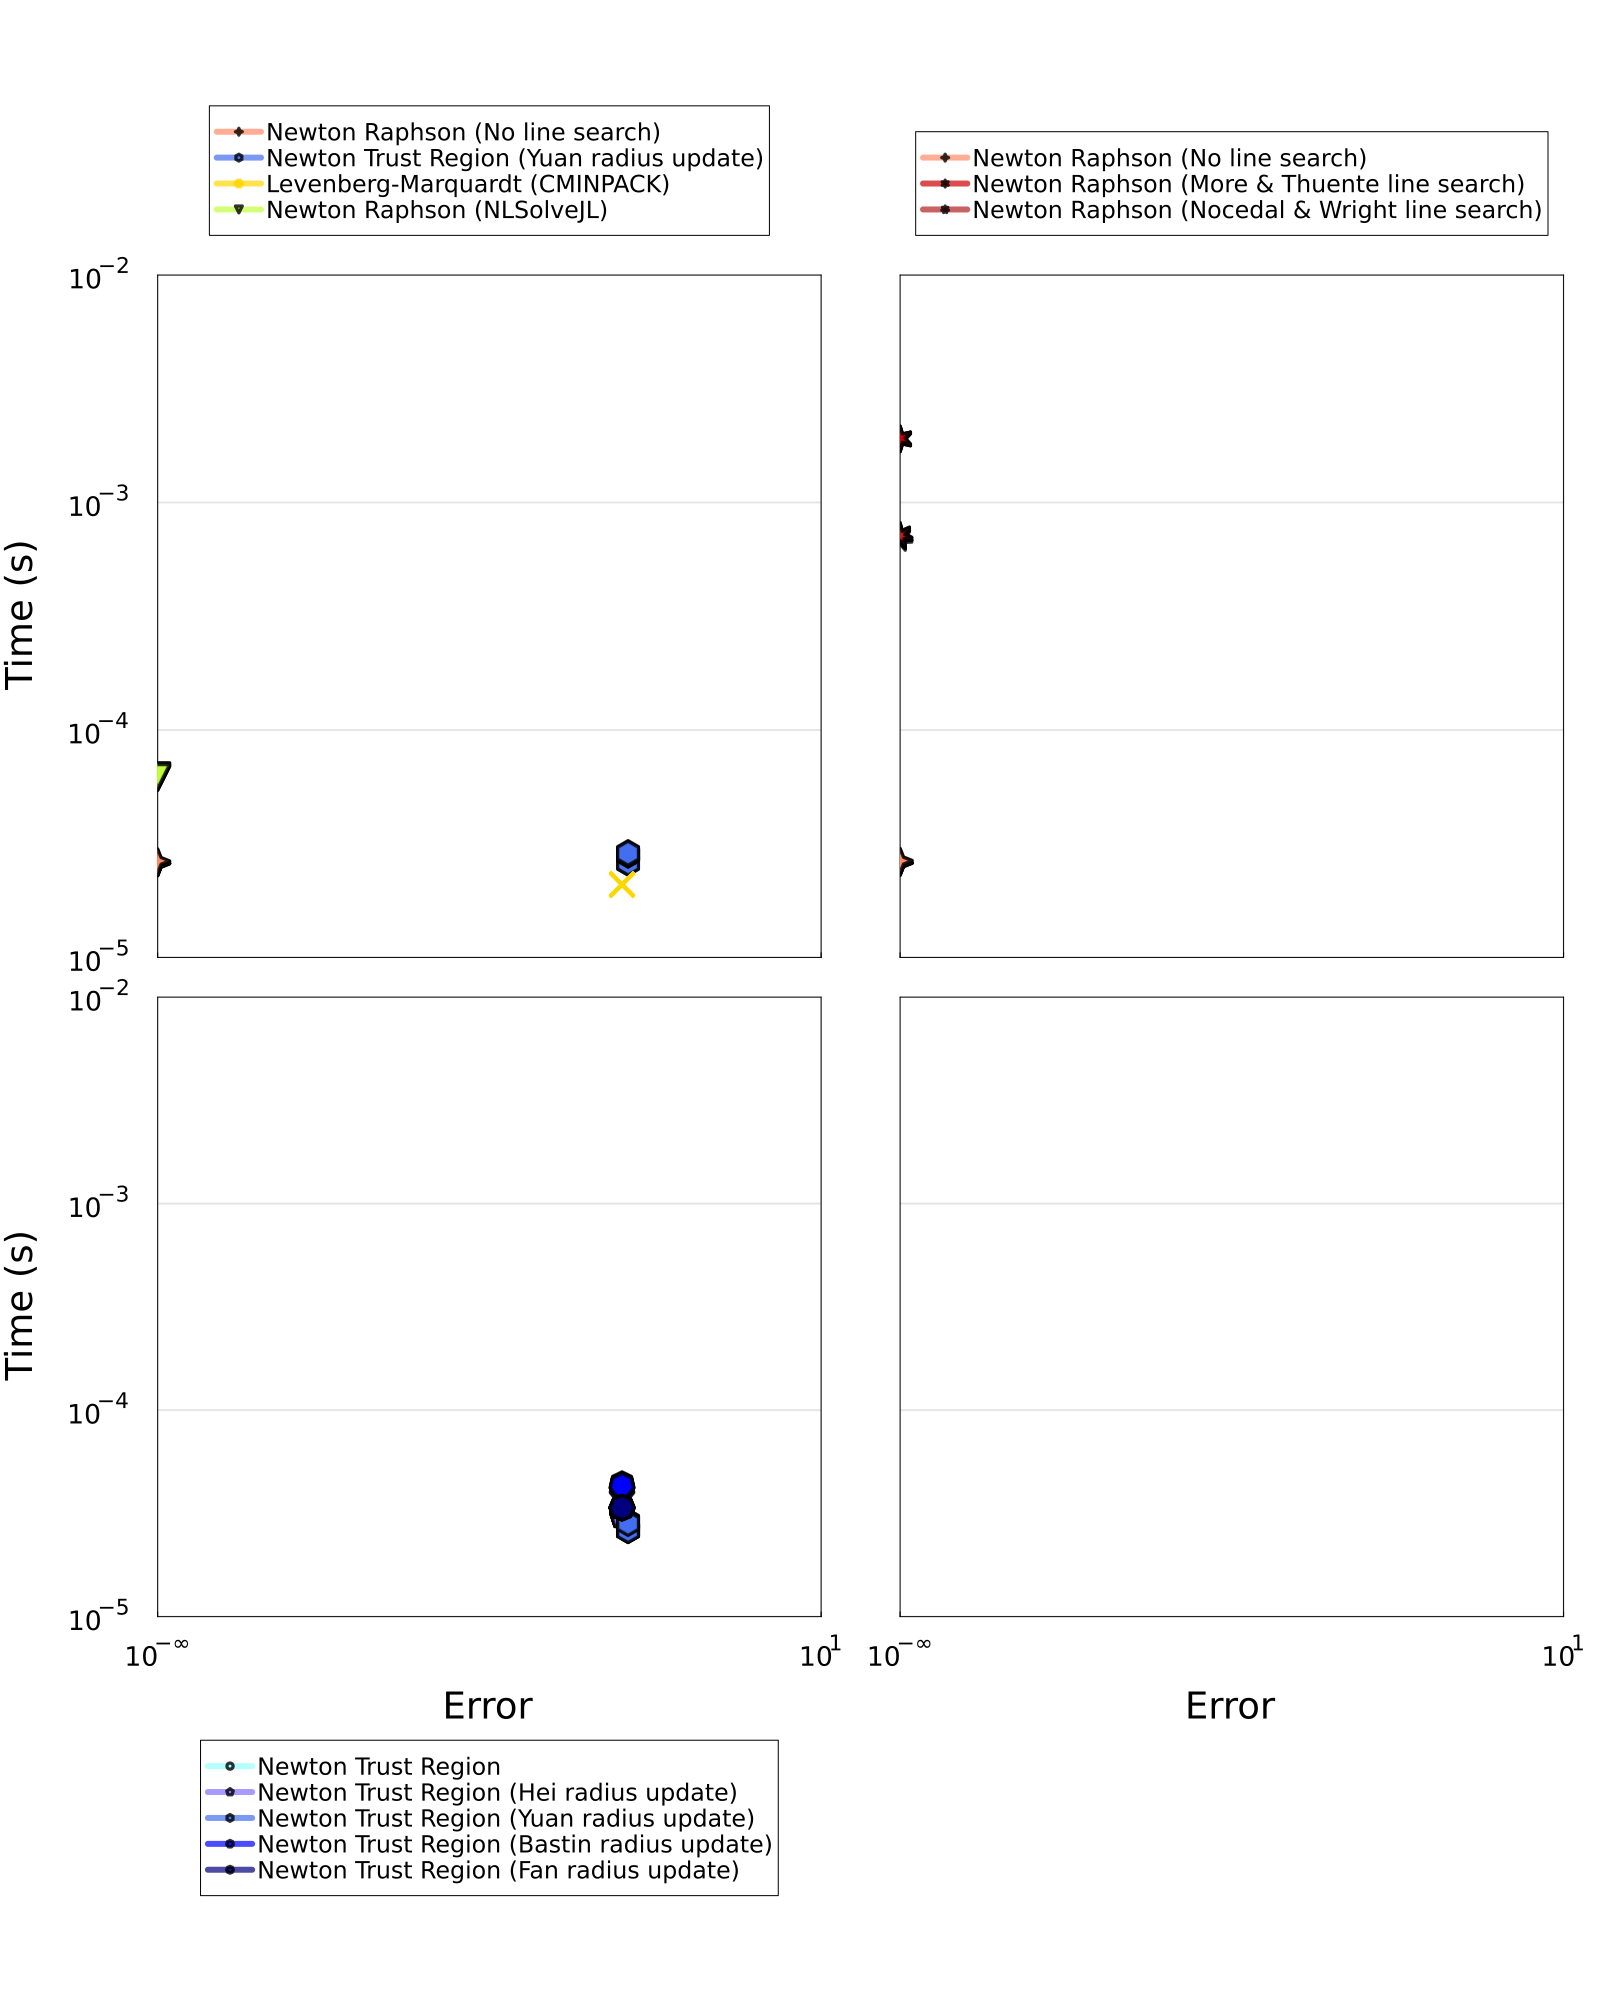 Newton Raphson (No line search)
Newton Trust Region (Yuan radius update)
Levenberg-Marquardt (CMINPACK)
Newton Raphson (NLSolveJL)
Newton Raphson (No line search)
Newton Raphson (More & Thuente line search)
Newton Raphson (Nocedal & Wright line search)
10⁻²
10⁻³
10⁻⁴
10⁻⁵
Time (s)
10⁻²
10⁻³
10⁻⁴
10⁻⁵
Time (s)
10^−∞
10¹
10^−∞
10¹
Error
Error
Newton Trust Region
Newton Trust Region (Hei radius update)
Newton Trust Region (Yuan radius update)
Newton Trust Region (Bastin radius update)
Newton Trust Region (Fan radius update)